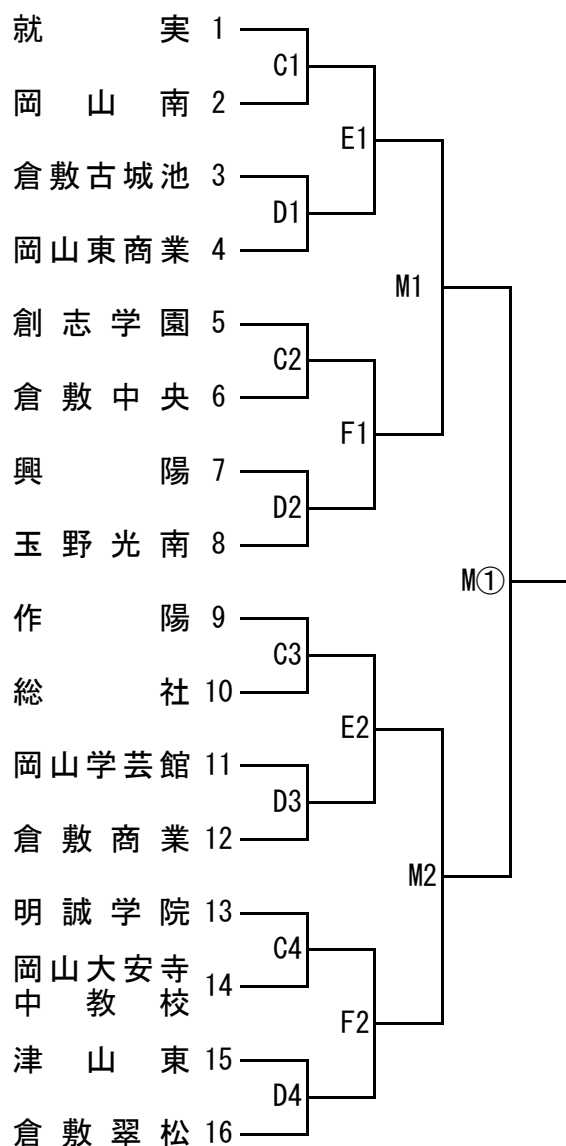 就実 1
C1
岡山南 2
E1
倉敷古城池 3
D1
岡山東商業 4
M1
創志学園 5
C2
倉敷中央 6
F1
興陽 7
D2
玉野光南 8
M①
作陽 9
C3
総社 10
E2
岡山学芸館 11
D3
倉敷商業 12
M2
明誠学院 13
C4
岡山大安寺
中教校 14
F2
津山東 15
D4
倉敷翠松 16